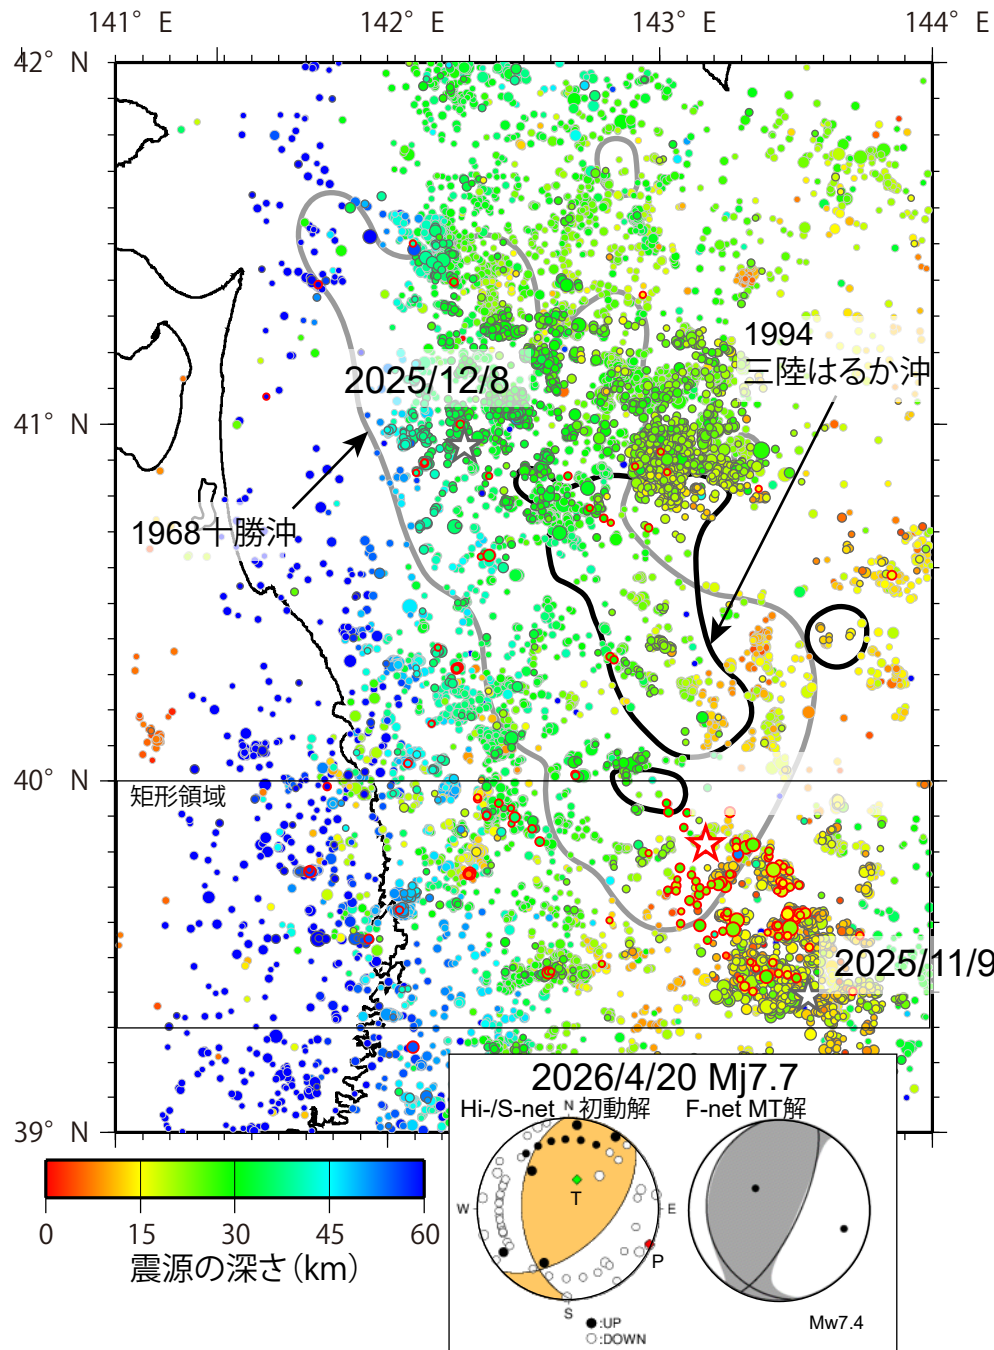 141° E
142° E
143° E
144° E
42° N
1994
三陸はるか沖
2025/12/8
41° N
1968十勝沖
40° N
矩形領域
2025/11/9
39° N
2026/4/20 Mj7.7
Hi-/S-net 初動解
F-net MT解
N
W
E
S
T
P
●:UP
○:DOWN
Mw7.4
0 15 30 45 60
震源の深さ(km)